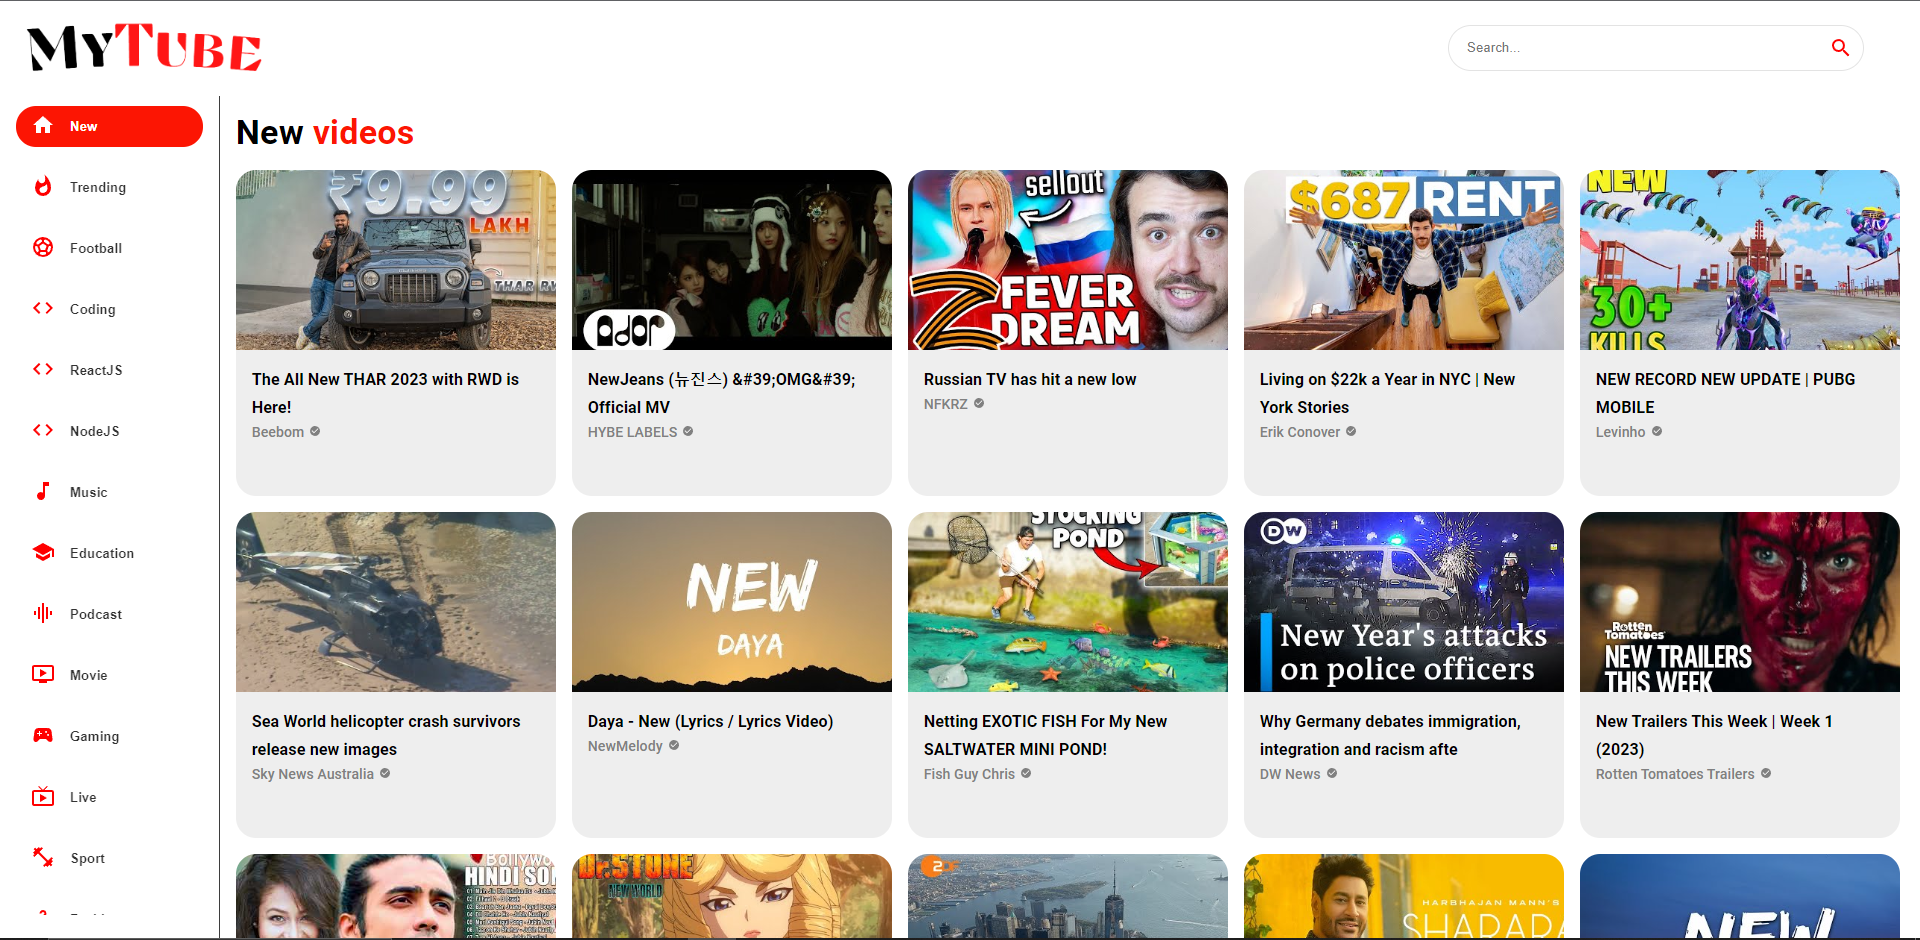 MyTUBE
Search...
New
Trending
Football
Coding
ReactJS
NodeJS
Music
Education
Podcast
Movie
Gaming
Live
Sport
New videos
₹9.99
LAKH
THAR RW
The All New THAR 2023 with RWD is
Here!
Beebom
ador
NewJeans (뉴진스) &#39;OMG&#39;
Official MV
HYBE LABELS
sellout
Z FEVER
DREAM
Russian TV has hit a new low
NFKRZ
$687 RENT
Living on $22k a Year in NYC | New
York Stories
Erik Conover
NEW
30+
KILLS
NEW RECORD NEW UPDATE | PUBG
MOBILE
Levinho
Sea World helicopter crash survivors
release new images
Sky News Australia
NEW
DAYA
Daya - New (Lyrics / Lyrics Video)
NewMelody
STOCKING
POND
Netting EXOTIC FISH For My New
SALTWATER MINI POND!
Fish Guy Chris
DW
New Year's attacks
on police officers
Why Germany debates immigration,
integration and racism afte
DW News
Rotten
Tomatoes
NEW TRAILERS
THIS WEEK
New Trailers This Week | Week 1
(2023)
Rotten Tomatoes Trailers
BOLLYWO
HINDI SON
Dr.STONE
NEW WORLD
2DF
HARBHAJAN MANN'S
SHARARA
NEW